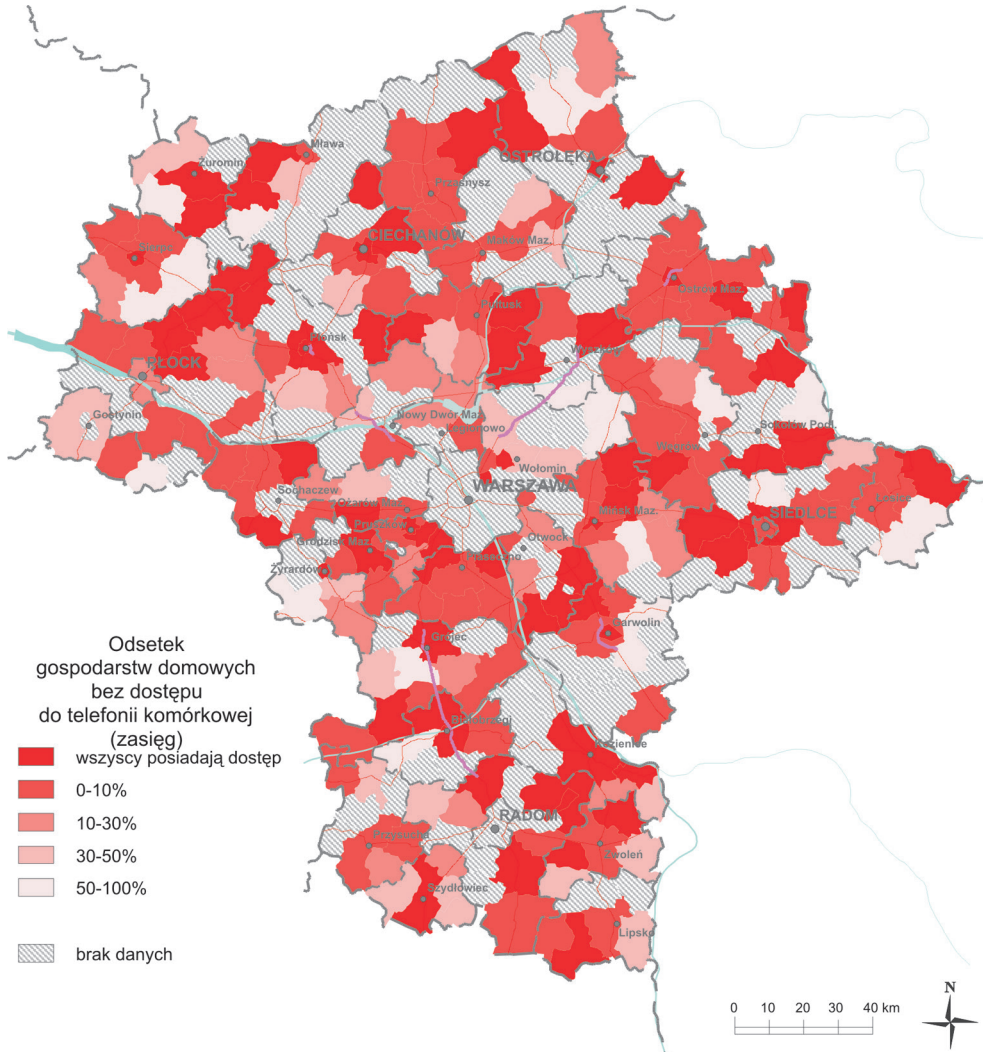 Mława
Żuromin
OSTROŁĘKA
Przasnysz
CIECHANÓW
Maków Maz.
Ostrów Maz.
Pułtusk
Płońsk
Wyszków
PŁOCK
Gostynin
Nowy Dwór Maz.
Legionowo
Węgrów
Sokołów Podl.
Wołomin
WARSZAWA
Sochaczew
Ożarów Maz.
Mińsk Maz.
SIEDLCE
Łosice
Pruszków
Otwock
Grodzisk Maz.
Piaseczno
Żyrardów
Garwolin
Grójec
Odsetek
gospodarstw domowych
bez dostępu
do telefonii komórkowej
(zasięg)
wszyscy posiadają dostęp
0-10%
10-30%
30-50%
50-100%
brak danych
Białobrzegi
Kozienice
RADOM
Przysucha
Zwoleń
Szydłowiec
Lipsko
N
0 10 20 30 40 km